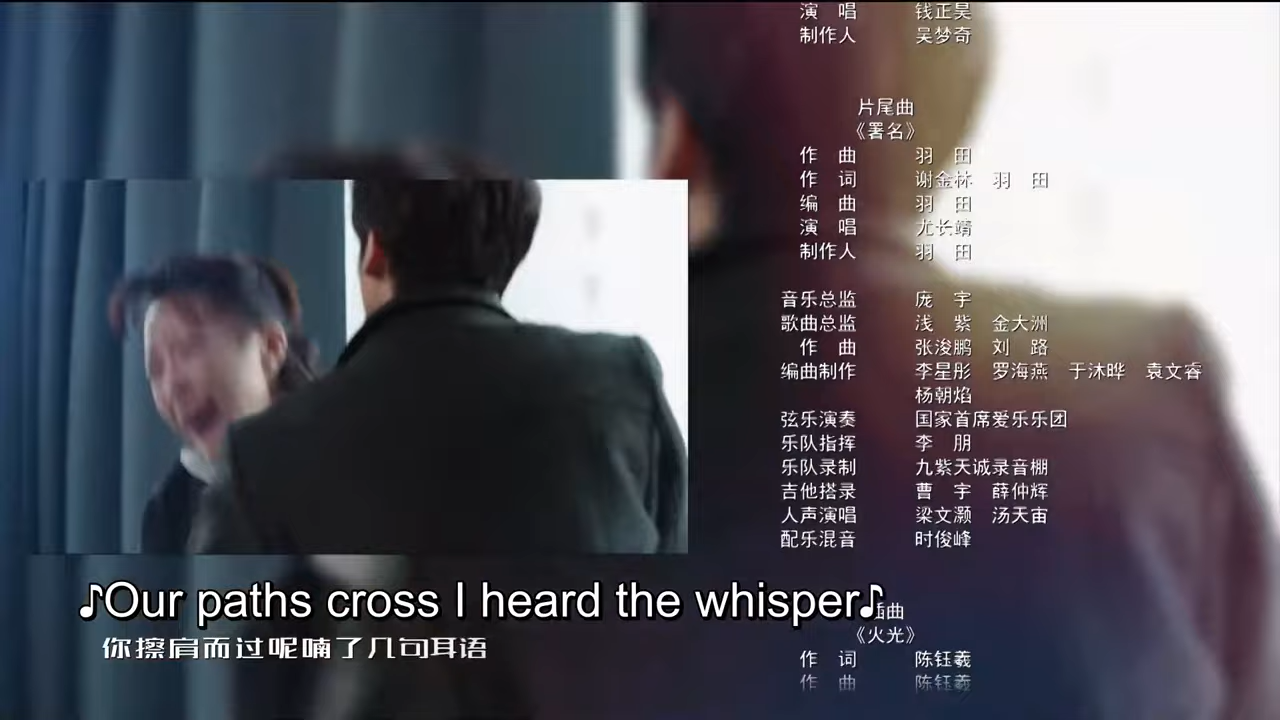 演 唱 钱正昊
制作人 吴梦奇
片尾曲
《署名》
作 曲 羽 田
作 词 谢金林 羽 田
编 曲 羽 田
演 唱 尤长靖
制作人 羽 田
音乐总监 庞 宇
歌曲总监 浅 紫 金大洲
作 曲 张浚鹏 刘 路
编曲制作 李星彤 罗海燕 于沐晔 袁文睿
杨朝焰
弦乐演奏 国家首席爱乐乐团
乐队指挥 李 朋
乐队录制 九紫天诚录音棚
吉他搭录 曹 宇 薛仲辉
人声演唱 梁文灏 汤天宙
配乐混音 时俊峰
♪Our paths cross I heard the whisper♪
曲
你擦肩而过呢喃了几句耳语
《火光》
作 词 陈钰羲
作 曲 陈钰羲